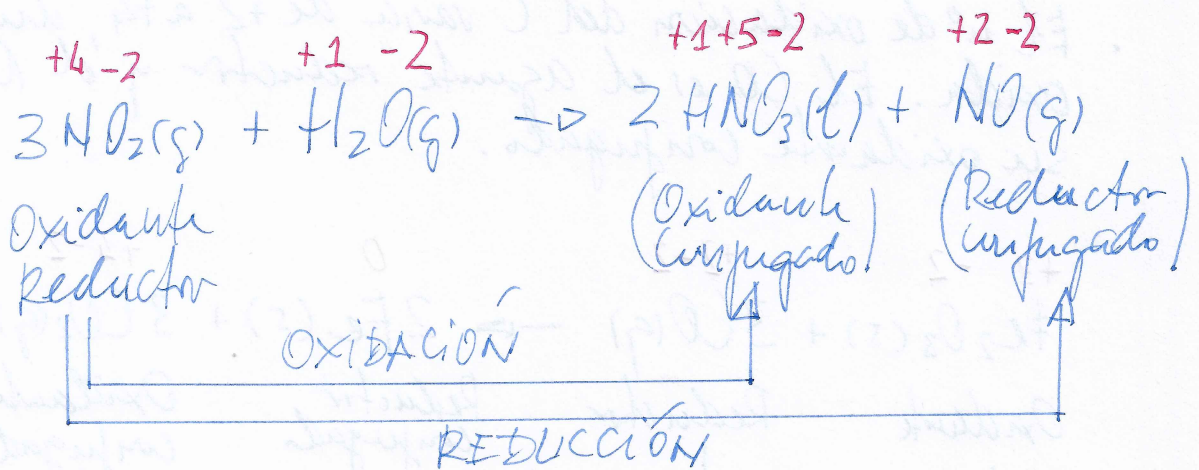 +4 -2 +1 -2 +1+5-2 +2-2
3 NO₂(g) + H₂O(g) → 2 HNO₃(l) + NO(g)
Oxidante
Reductor
(Oxidante
conjugado)
(Reductor
conjugado)
OXIDACIÓN
REDUCCIÓN